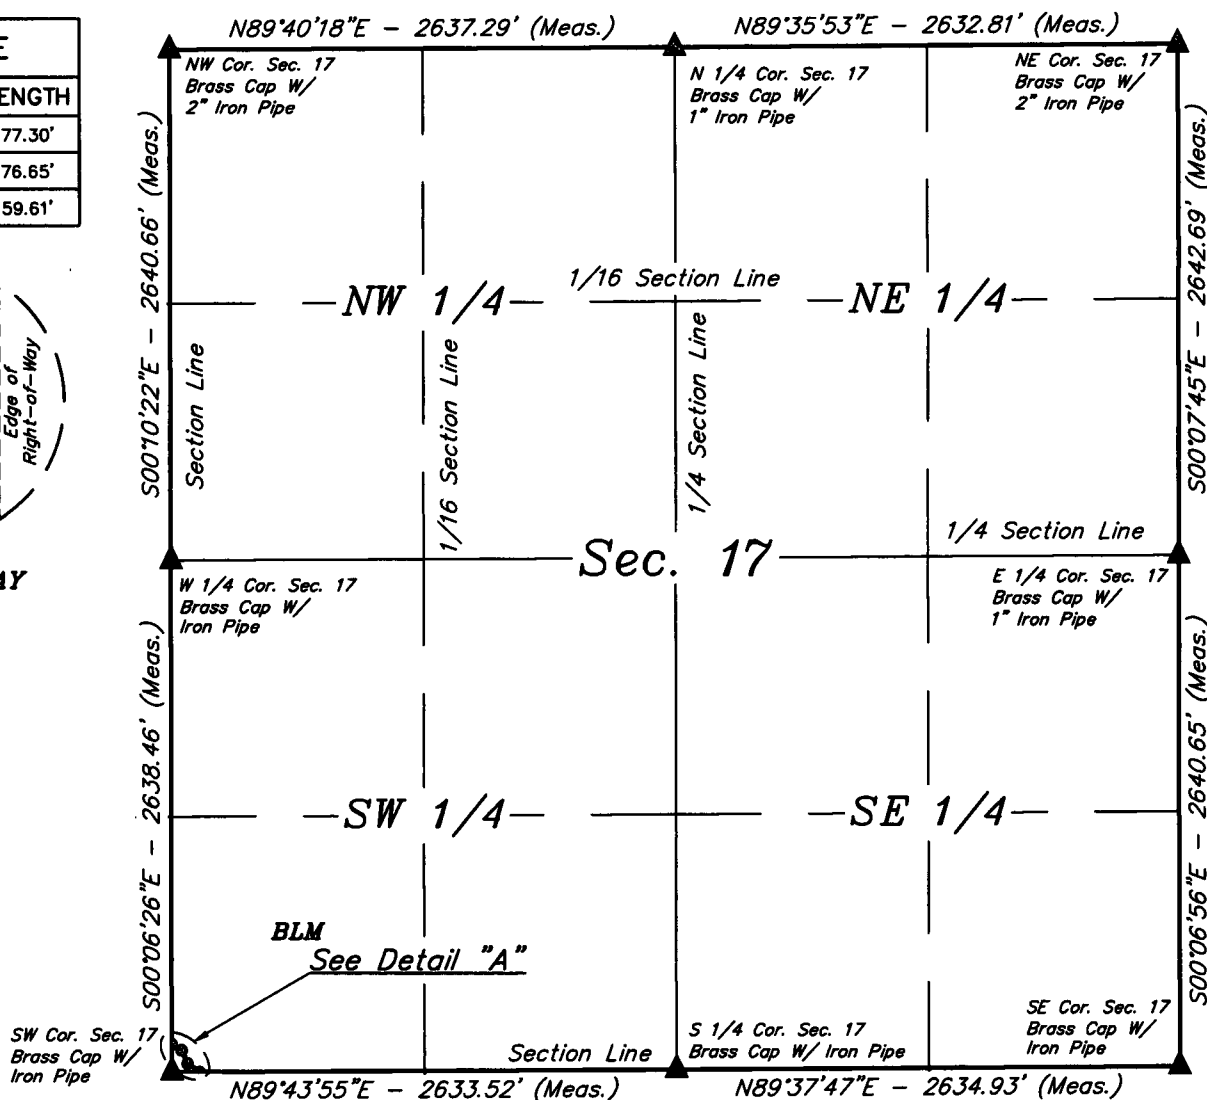 N89°40'18"E - 2637.29' (Meas.)
N89°35'53"E - 2632.81' (Meas.)
E
ENGTH
77.30'
76.65'
59.61'
NW Cor. Sec. 17
Brass Cap W/
2" Iron Pipe
N 1/4 Cor. Sec. 17
Brass Cap W/
1" Iron Pipe
NE Cor. Sec. 17
Brass Cap W/
2" Iron Pipe
S00°10'22"E - 2640.66' (Meas.)
S00°07'45"E - 2642.69' (Meas.)
NW 1/4
1/16 Section Line
NE 1/4
Edge of
Right-of-Way
Section Line
1/16 Section Line
1/4 Section Line
1/4 Section Line
Sec. 17
AY
W 1/4 Cor. Sec. 17
Brass Cap W/
Iron Pipe
E 1/4 Cor. Sec. 17
Brass Cap W/
1" Iron Pipe
S00°06'26"E - 2638.46' (Meas.)
S00°06'56"E - 2640.65' (Meas.)
SW 1/4
SE 1/4
BLM
See Detail "A"
SW Cor. Sec. 17
Brass Cap W/
Iron Pipe
Section Line
S 1/4 Cor. Sec. 17
Brass Cap W/ Iron Pipe
SE Cor. Sec. 17
Brass Cap W/
Iron Pipe
N89°43'55"E - 2633.52' (Meas.)
N89°37'47"E - 2634.93' (Meas.)